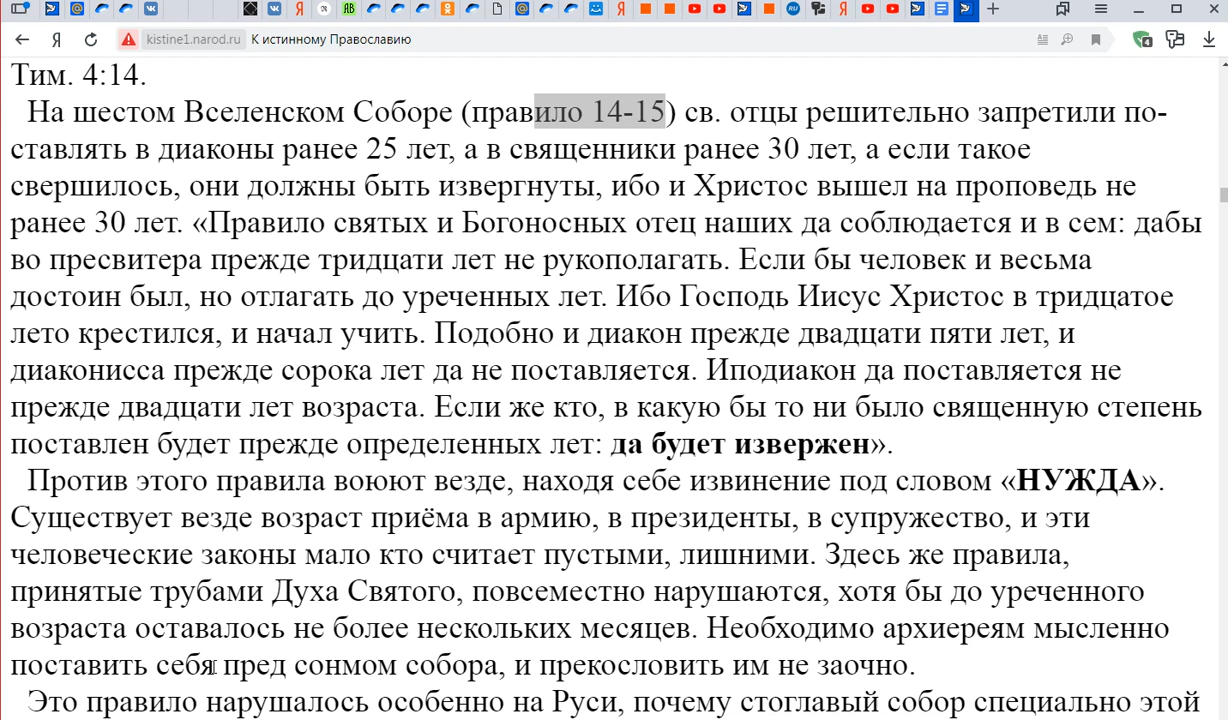 kistine1.narod.ru К истинному Православию
Тим. 4:14.
На шестом Вселенском Соборе (правило 14-15) св. отцы решительно запретили по-
ставлять в диаконы ранее 25 лет, а в священники ранее 30 лет, а если такое
свершилось, они должны быть извергнуты, ибо и Христос вышел на проповедь не
ранее 30 лет. «Правило святых и Богоносных отец наших да соблюдается и в сем: дабы
во пресвитера прежде тридцати лет не рукополагать. Если бы человек и весьма
достоин был, но отлагать до уреченных лет. Ибо Господь Иисус Христос в тридцатое
лето крестился, и начал учить. Подобно и диакон прежде двадцати пяти лет, и
диаконисса прежде сорока лет да не поставляется. Иподиакон да поставляется не
прежде двадцати лет возраста. Если же кто, в какую бы то ни было священную степень
поставлен будет прежде определенных лет: да будет извержен».
Против этого правила воюют везде, находя себе извинение под словом «НУЖДА».
Существует везде возраст приёма в армию, в президенты, в супружество, и эти
человеческие законы мало кто считает пустыми, лишними. Здесь же правила,
принятые трубами Духа Святого, повсеместно нарушаются, хотя бы до уреченного
возраста оставалось не более нескольких месяцев. Необходимо архиереям мысленно
поставить себя пред сонмом собора, и прекословить им не заочно.
Это правило нарушалось особенно на Руси, почему стоглавый собор специально этой